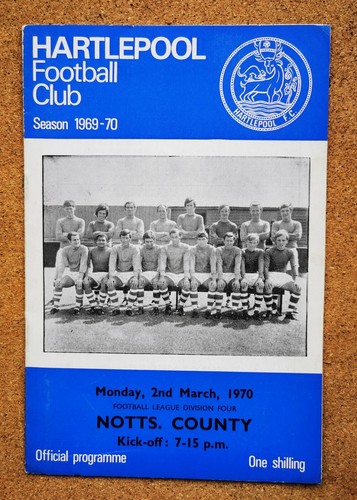 HARTLEPOOL
Football
Club
Season 1969-70
HARTLEPOOL F.C
Monday, 2nd March, 1970
FOOTBALL LEAGUE DIVISION FOUR
NOTTS. COUNTY
Kick-off : 7-15 p.m.
Official programme
One shilling